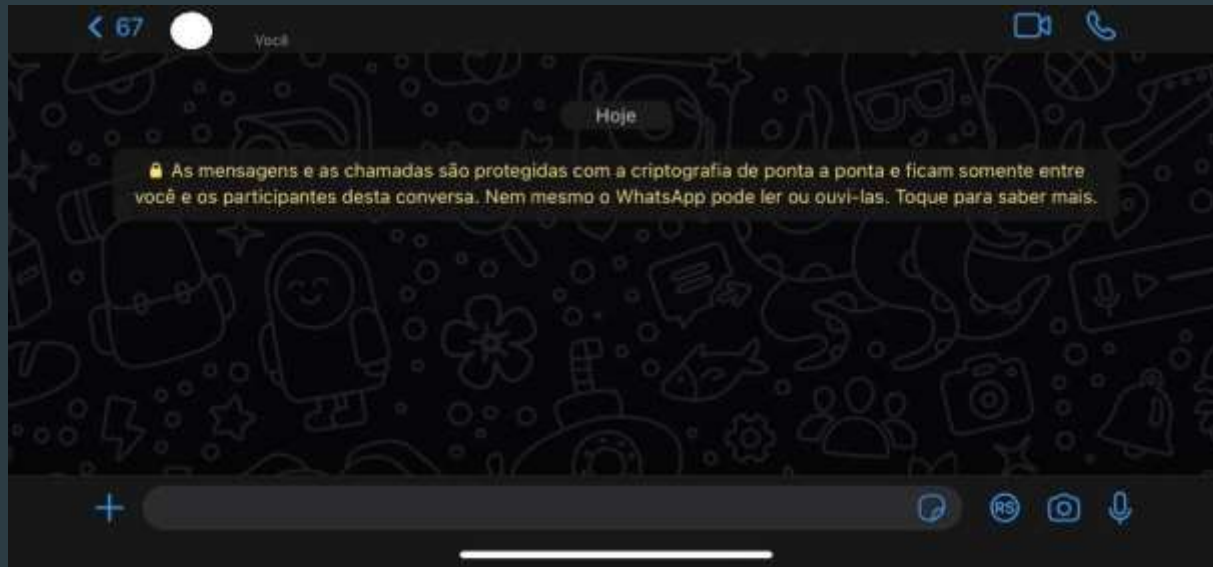 67
Você
Hoje
As mensagens e as chamadas são protegidas com a criptografia de ponta a ponta e ficam somente entre
você e os participantes desta conversa. Nem mesmo o WhatsApp pode ler ou ouvi-las. Toque para saber mais.
RS